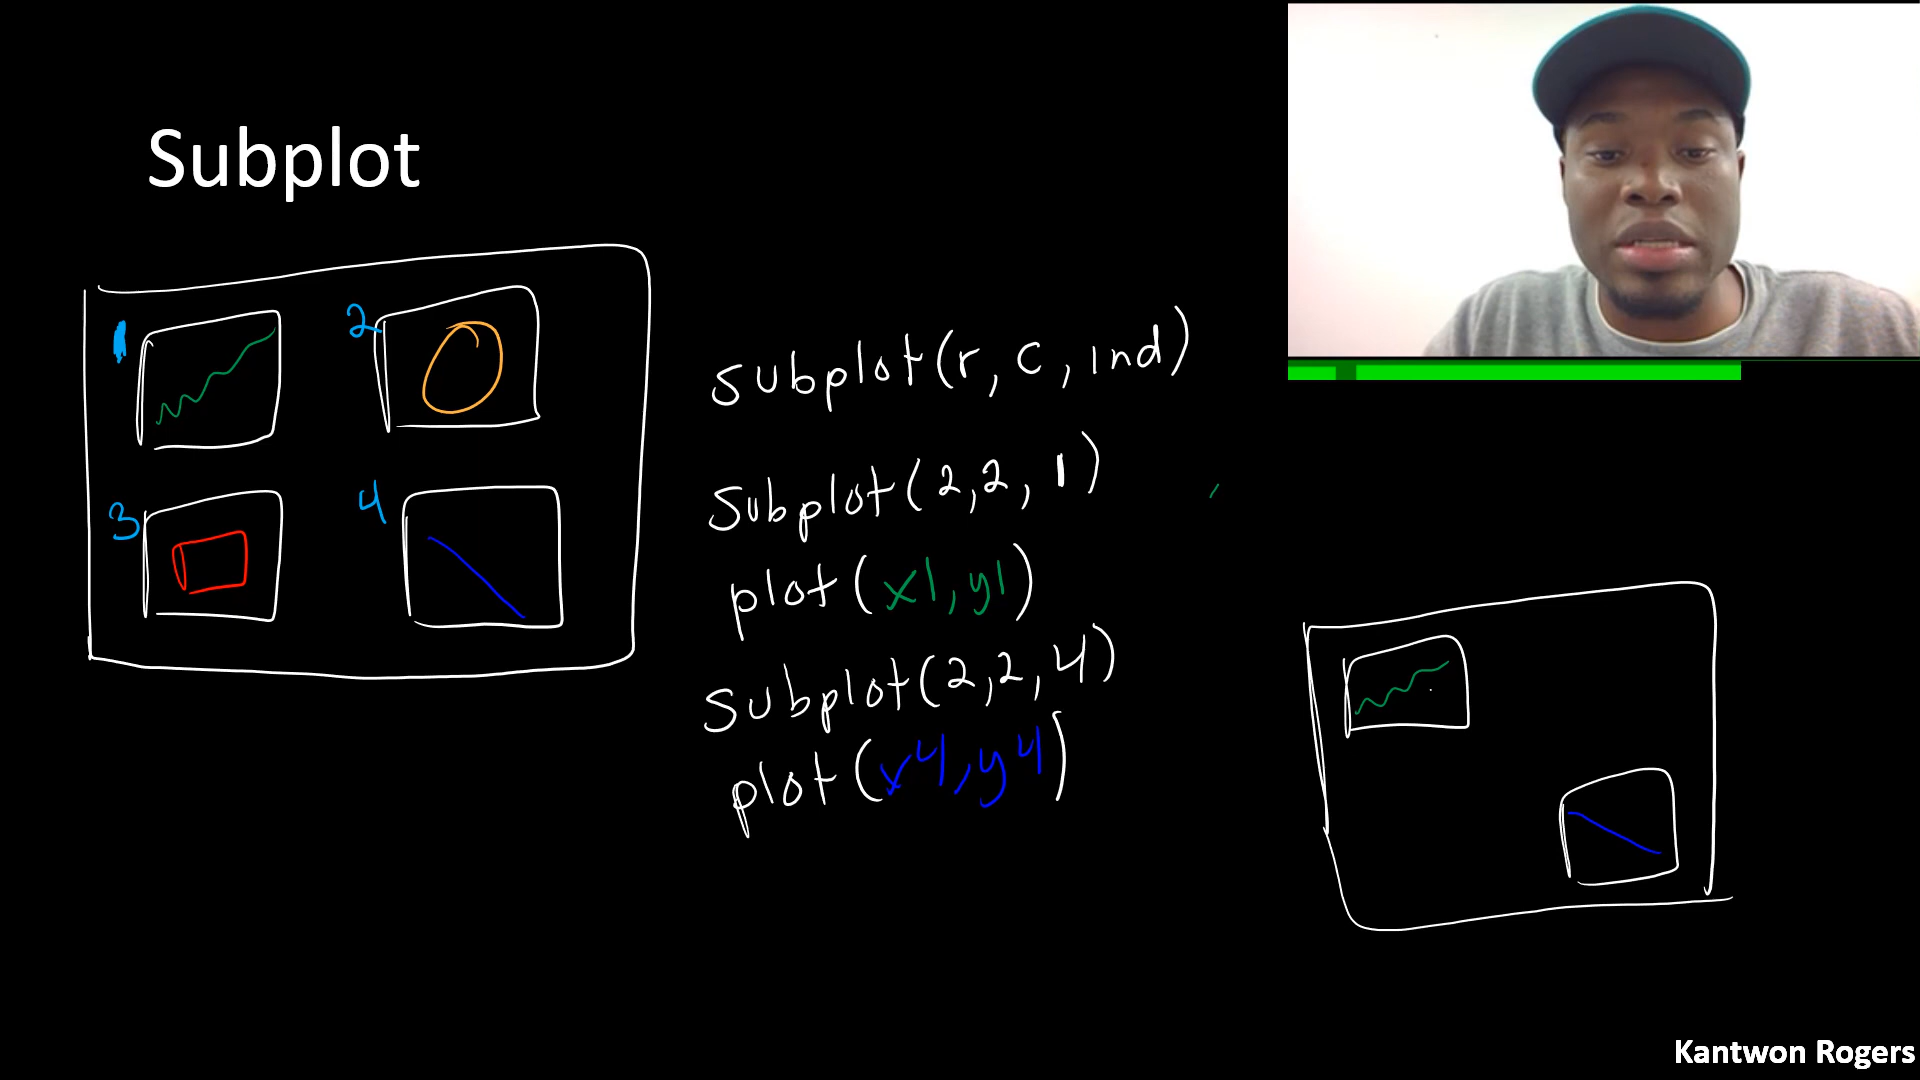 Subplot
1
2
3
4
subplot(r, c, ind)
Subplot(2,2, 1)
plot(x1,y1)
subplot(2,2,4)
plot(x4,y4)
Kantwon Rogers